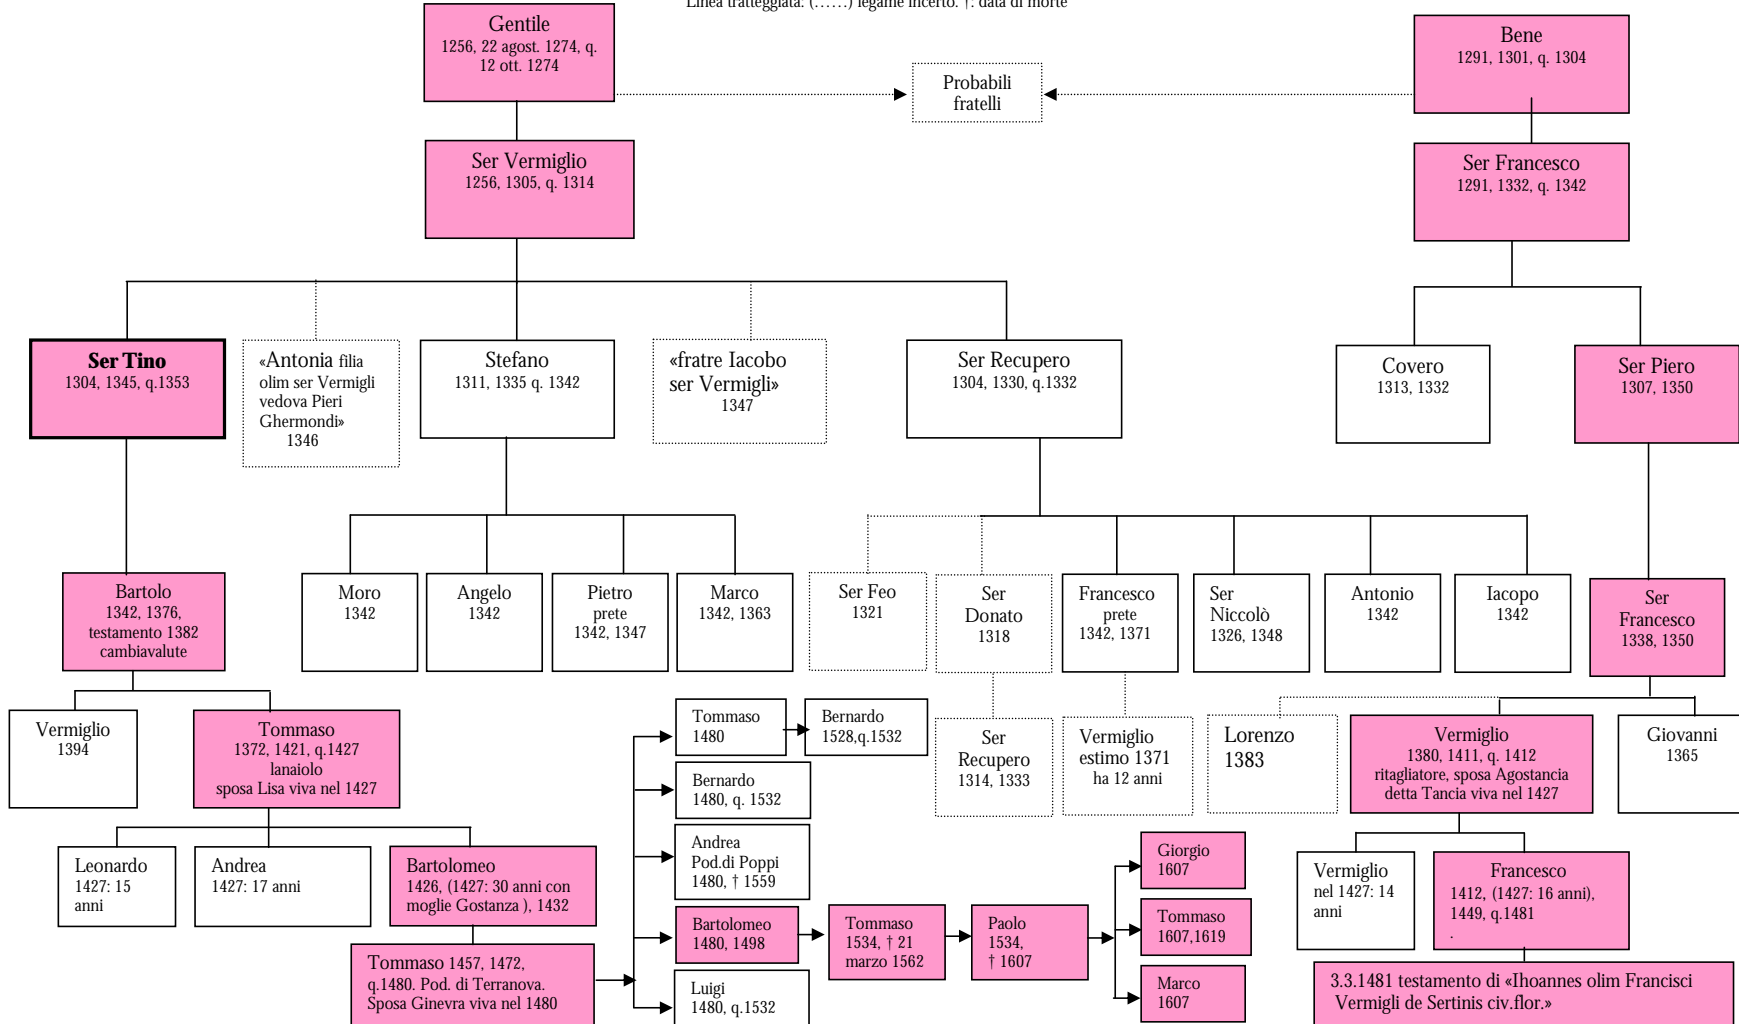 Linea tratteggiata: (……) legame incerto. †: data di morte
Gentile
1256, 22 agost. 1274, q.
12 ott. 1274
Probabili
fratelli
Bene
1291, 1301, q. 1304
Ser Vermiglio
1256, 1305, q. 1314
Ser Francesco
1291, 1332, q. 1342
Ser Tino
1304, 1345, q.1353
«Antonia filia
olim ser Vermigli
vedova Pieri
Ghermondi»
1346
Stefano
1311, 1335 q. 1342
«fratre Iacobo
ser Vermigli»
1347
Ser Recupero
1304, 1330, q.1332
Covero
1313, 1332
Ser Piero
1307, 1350
Bartolo
1342, 1376,
testamento 1382
cambiavalute
Moro
1342
Angelo
1342
Pietro
prete
1342, 1347
Marco
1342, 1363
Ser Feo
1321
Ser
Donato
1318
Francesco
prete
1342, 1371
Ser
Niccolò
1326, 1348
Antonio
1342
Iacopo
1342
Ser
Francesco
1338, 1350
Vermiglio
1394
Tommaso
1372, 1421, q.1427
lanaiolo
sposa Lisa viva nel 1427
Tommaso
1480
Bernardo
1528,q.1532
Ser
Recupero
1314, 1333
Vermiglio
estimo 1371
ha 12 anni
Lorenzo
1383
Vermiglio
1380, 1411, q. 1412
ritagliatore, sposa Agostancia
detta Tancia viva nel 1427
Giovanni
1365
Bernardo
1480, q. 1532
Leonardo
1427: 15
anni
Andrea
1427: 17 anni
Bartolomeo
1426, (1427: 30 anni con
moglie Gostanza ), 1432
Andrea
Pod.di Poppi
1480, † 1559
Giorgio
1607
Vermiglio
nel 1427: 14
anni
Francesco
1412, (1427: 16 anni),
1449, q.1481
.
Bartolomeo
1480, 1498
Tommaso
1534, † 21
marzo 1562
Paolo
1534,
† 1607
Tommaso
1607,1619
Tommaso 1457, 1472,
q.1480. Pod. di Terranova.
Sposa Ginevra viva nel 1480
Luigi
1480, q.1532
Marco
1607
3.3.1481 testamento di «Ihoannes olim Francisci
Vermigli de Sertinis civ.flor.»